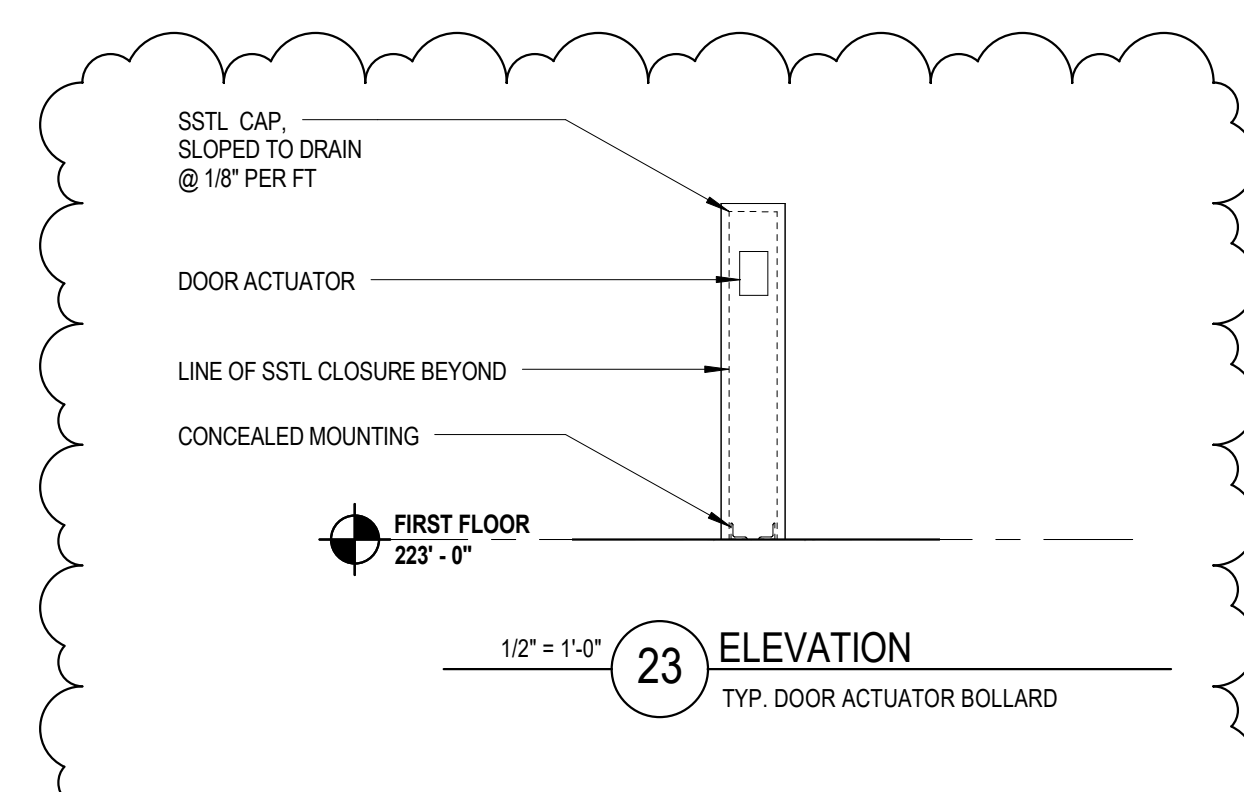 SSTL CAP,
SLOPED TO DRAIN
@ 1/8" PER FT
DOOR ACTUATOR
LINE OF SSTL CLOSURE BEYOND
CONCEALED MOUNTING
FIRST FLOOR
223' - 0"
1/2" = 1'-0"
23
ELEVATION
TYP. DOOR ACTUATOR BOLLARD